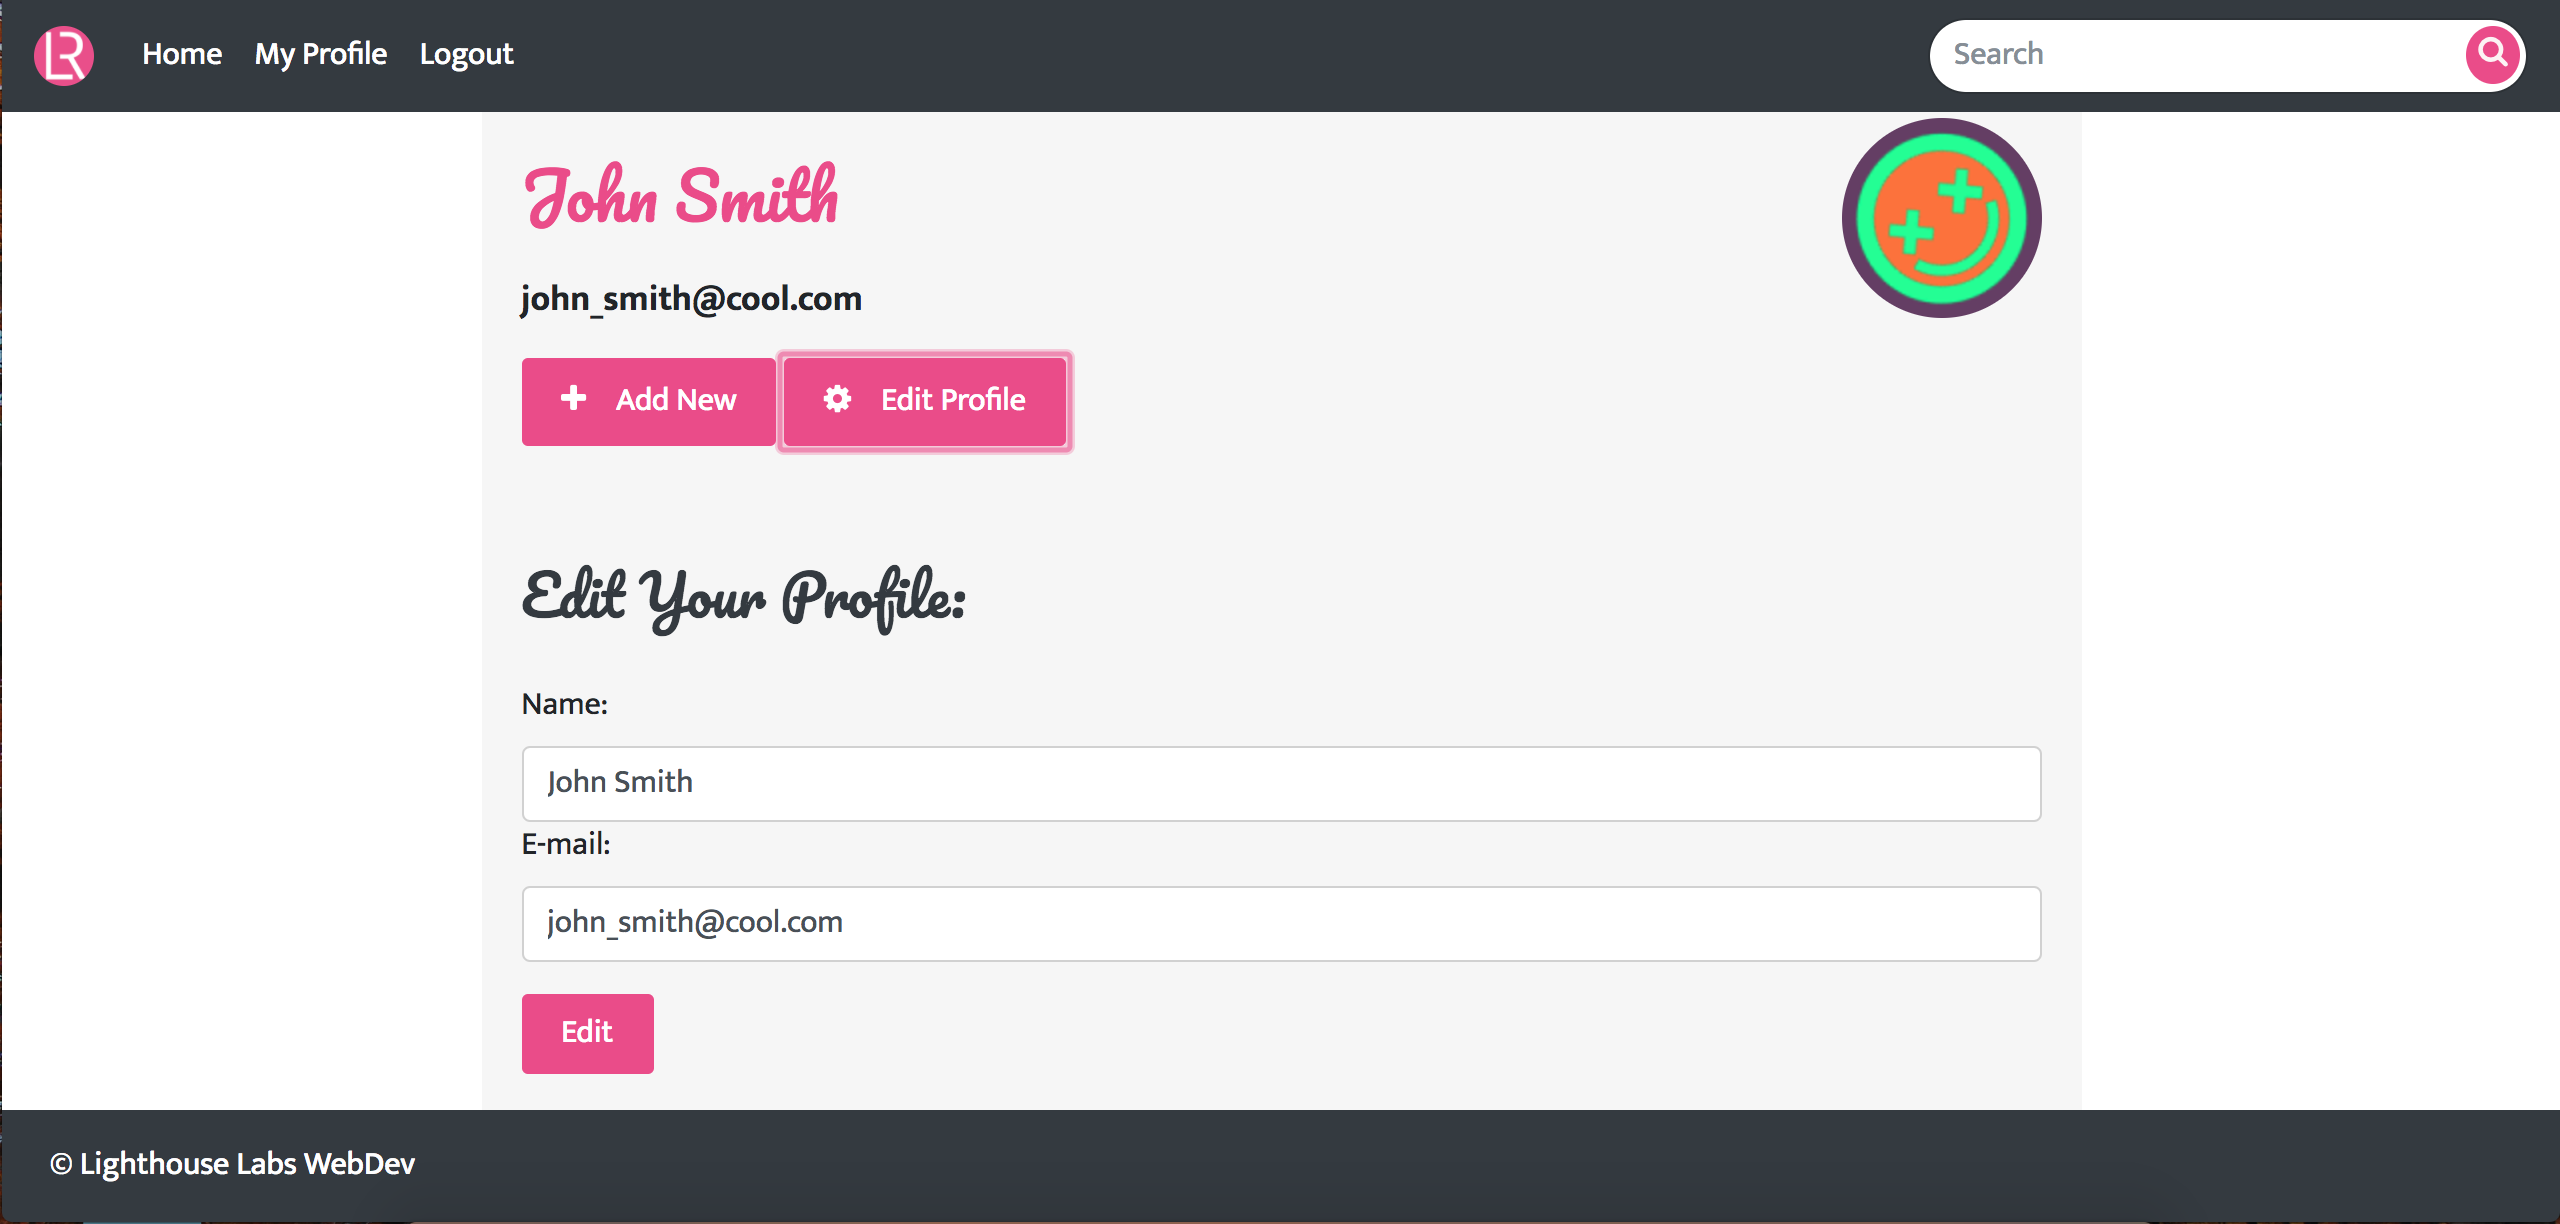 LR Home My Profile Logout Search
John Smith
john_smith@cool.com
Add New Edit Profile
Edit Your Profile:
Name:
John Smith
E-mail:
john_smith@cool.com
Edit
© Lighthouse Labs WebDev